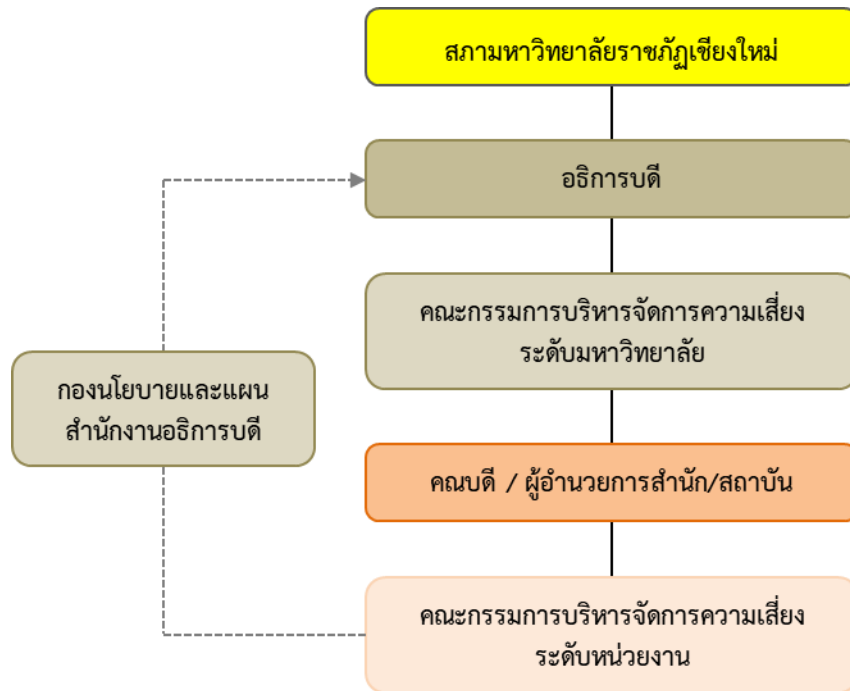 สภามหาวิทยาลัยราชภัฏเชียงใหม่
อธิการบดี
คณะกรรมการบริหารจัดการความเสี่ยง
ระดับมหาวิทยาลัย
กองนโยบายและแผน
สำนักงานอธิการบดี
คณบดี / ผู้อำนวยการสำนัก/สถาบัน
คณะกรรมการบริหารจัดการความเสี่ยง
ระดับหน่วยงาน